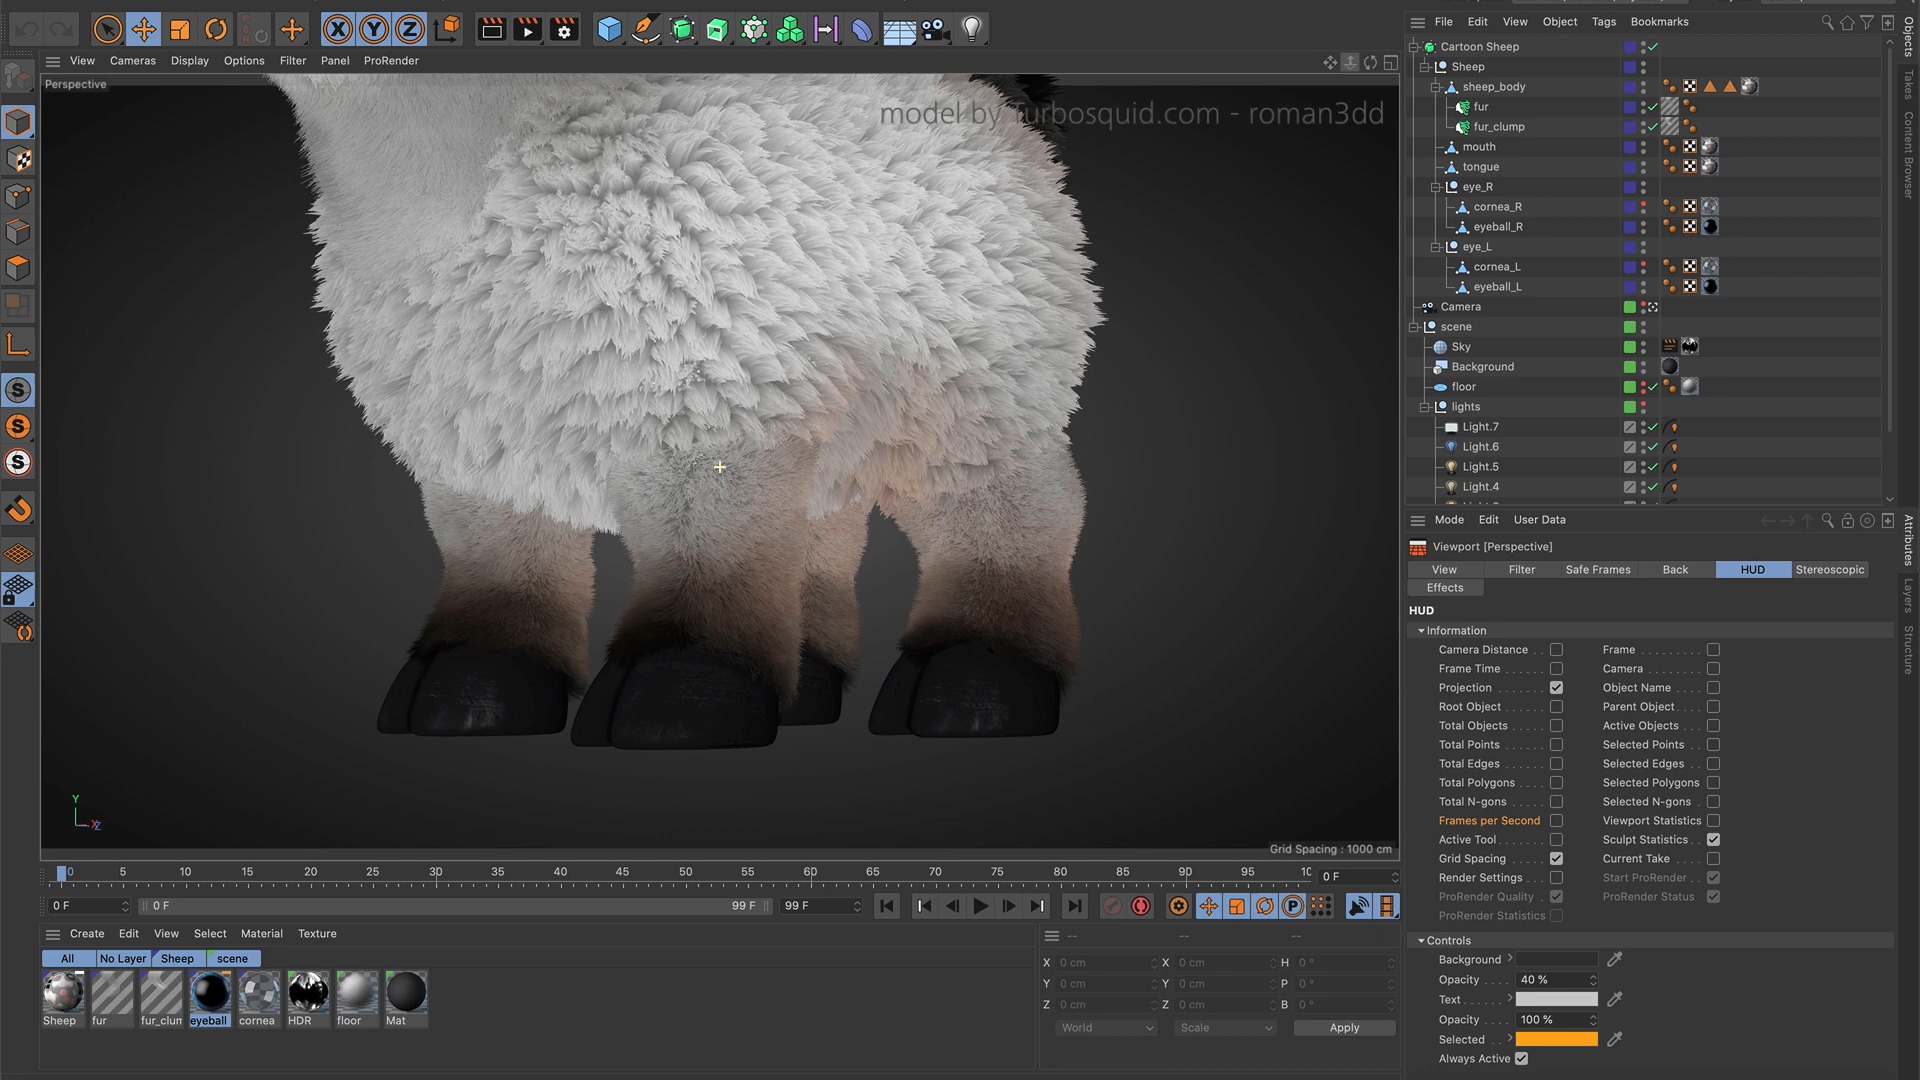 View Cameras Display Options Filter Panel ProRender
Perspective
model by Turbosquid.com - roman3dd
Y
Z
Grid Spacing : 1000 cm
X Y Z
PSR
File Edit View Object Tags Bookmarks
Cartoon Sheep
Sheep
sheep_body
fur
fur_clump
mouth
tongue
eye_R
cornea_R
eyeball_R
eye_L
cornea_L
eyeball_L
Camera
scene
Sky
Background
floor
lights
Light.7
Light.6
Light.5
Light.4
Objects
Takes
Content Browser
Mode Edit User Data
Viewport [Perspective]
View Filter Safe Frames Back HUD Stereoscopic
Effects
HUD
Information
Camera Distance Frame
Frame Time Camera
Projection Object Name
Root Object Parent Object
Total Objects Active Objects
Total Points Selected Points
Total Edges Selected Edges
Total Polygons Selected Polygons
Total N-gons Selected N-gons
Frames per Second Viewport Statistics
Active Tool Sculpt Statistics
Grid Spacing Current Take
Render Settings Start ProRender
ProRender Quality ProRender Status
ProRender Statistics
Controls
Background
Opacity 40 %
Text
Opacity 100 %
Selected
Always Active
Attributes
Layers
Structure
0 5 10 15 20 25 30 35 40 45 50 55 60 65 70 75 80 85 90 95 10 0 F
0 F 0 F 99 F 99 F
Create Edit View Select Material Texture
All No Layer Sheep scene
Sheep fur fur_clum eyeball cornea HDR floor Mat
-- -- --
X 0 cm X 0 cm H 0 °
Y 0 cm Y 0 cm P 0 °
Z 0 cm Z 0 cm B 0 °
World Scale Apply